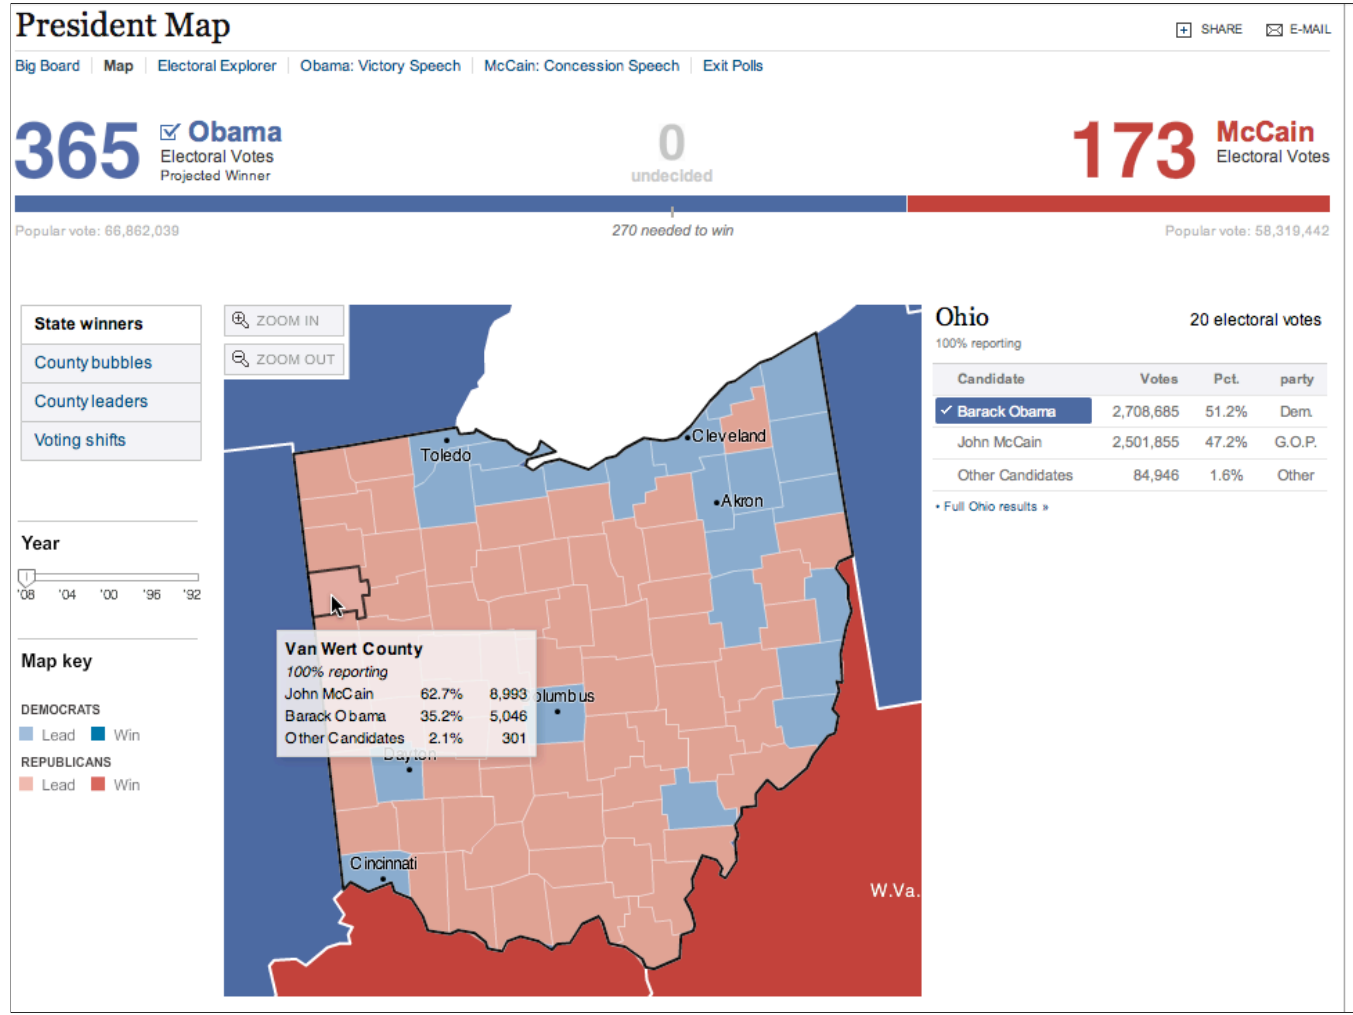 President Map
SHARE E-MAIL
Big Board Map Electoral Explorer Obama: Victory Speech McCain: Concession Speech Exit Polls
365 Obama
Electoral Votes
Projected Winner
0
undecided
173 McCain
Electoral Votes
Popular vote: 66,862,039
270 needed to win
Popular vote: 58,319,442
State winners
County bubbles
County leaders
Voting shifts
Year
'08 '04 '00 '96 '92
Map key
DEMOCRATS
Lead Win
REPUBLICANS
Lead Win
ZOOM IN
ZOOM OUT
Toledo
Cleveland
Akron
Van Wert County
100% reporting
John McCain 62.7% 8,993
Barack Obama 35.2% 5,046
Other Candidates 2.1% 301
olumbus
Dayton
Cincinnati
W.Va.
Ohio
20 electoral votes
100% reporting
Candidate Votes Pct. party
Barack Obama 2,708,685 51.2% Dem.
John McCain 2,501,855 47.2% G.O.P.
Other Candidates 84,946 1.6% Other
• Full Ohio results »